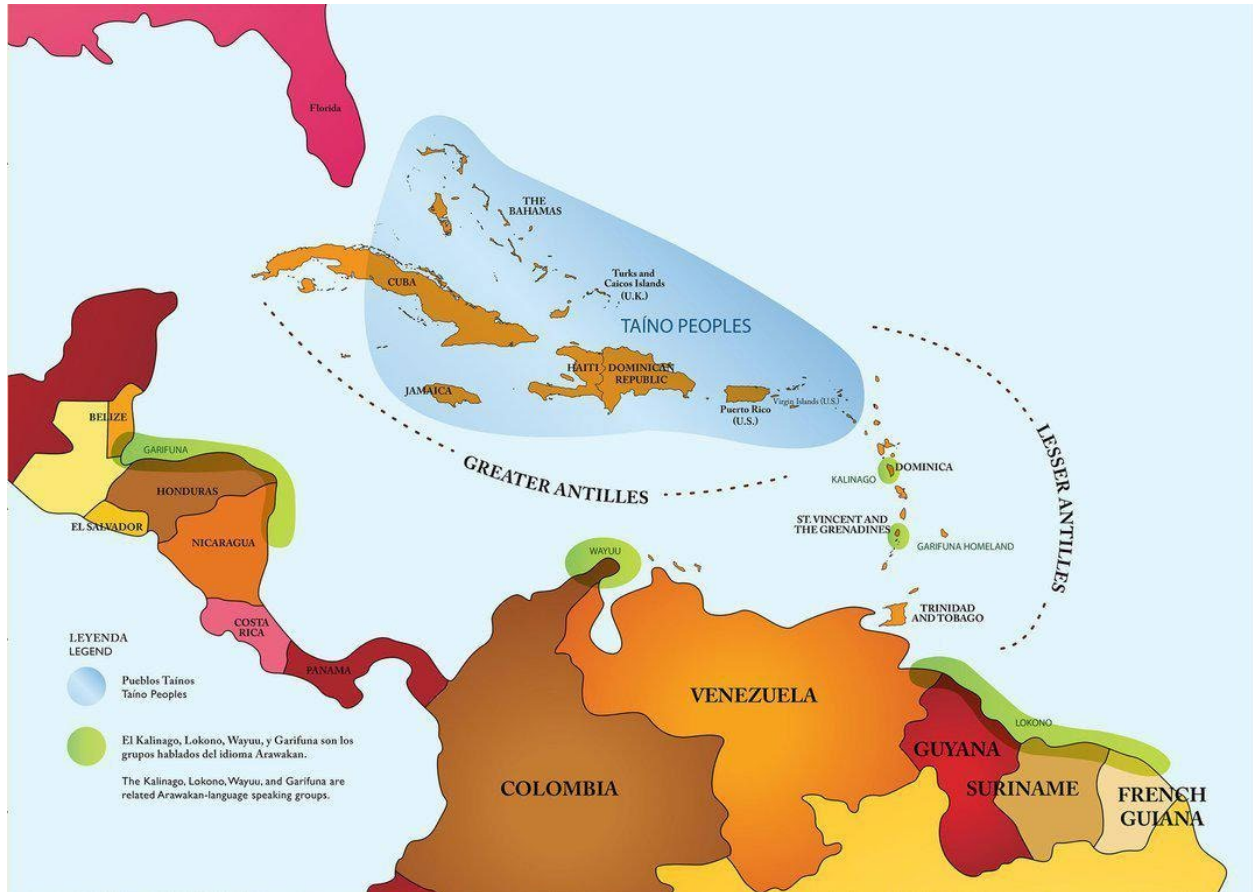 Florida
THE
BAHAMAS
CUBA
Turks and
Caicos Islands
(U.K.)
TAÍNO PEOPLES
HAITI
DOMINICAN
REPUBLIC
JAMAICA
Puerto Rico
(U.S.)
Virgin Islands (U.S.)
BELIZE
GARIFUNA
HONDURAS
EL SALVADOR
NICARAGUA
GREATER ANTILLES
LESSER ANTILLES
DOMINICA
KALINAGO
ST. VINCENT AND
THE GRENADINES
GARIFUNA HOMELAND
WAYUU
TRINIDAD
AND TOBAGO
COSTA
RICA
PANAMA
VENEZUELA
COLOMBIA
LOKONO
GUYANA
SURINAME
FRENCH
GUIANA
LEYENDA
LEGEND
Pueblos Taínos
Taíno Peoples
El Kalinago, Lokono, Wayuu, y Garifuna son los
grupos hablados del idioma Arawakan.
The Kalinago, Lokono, Wayuu, and Garifuna are
related Arawakan-language speaking groups.